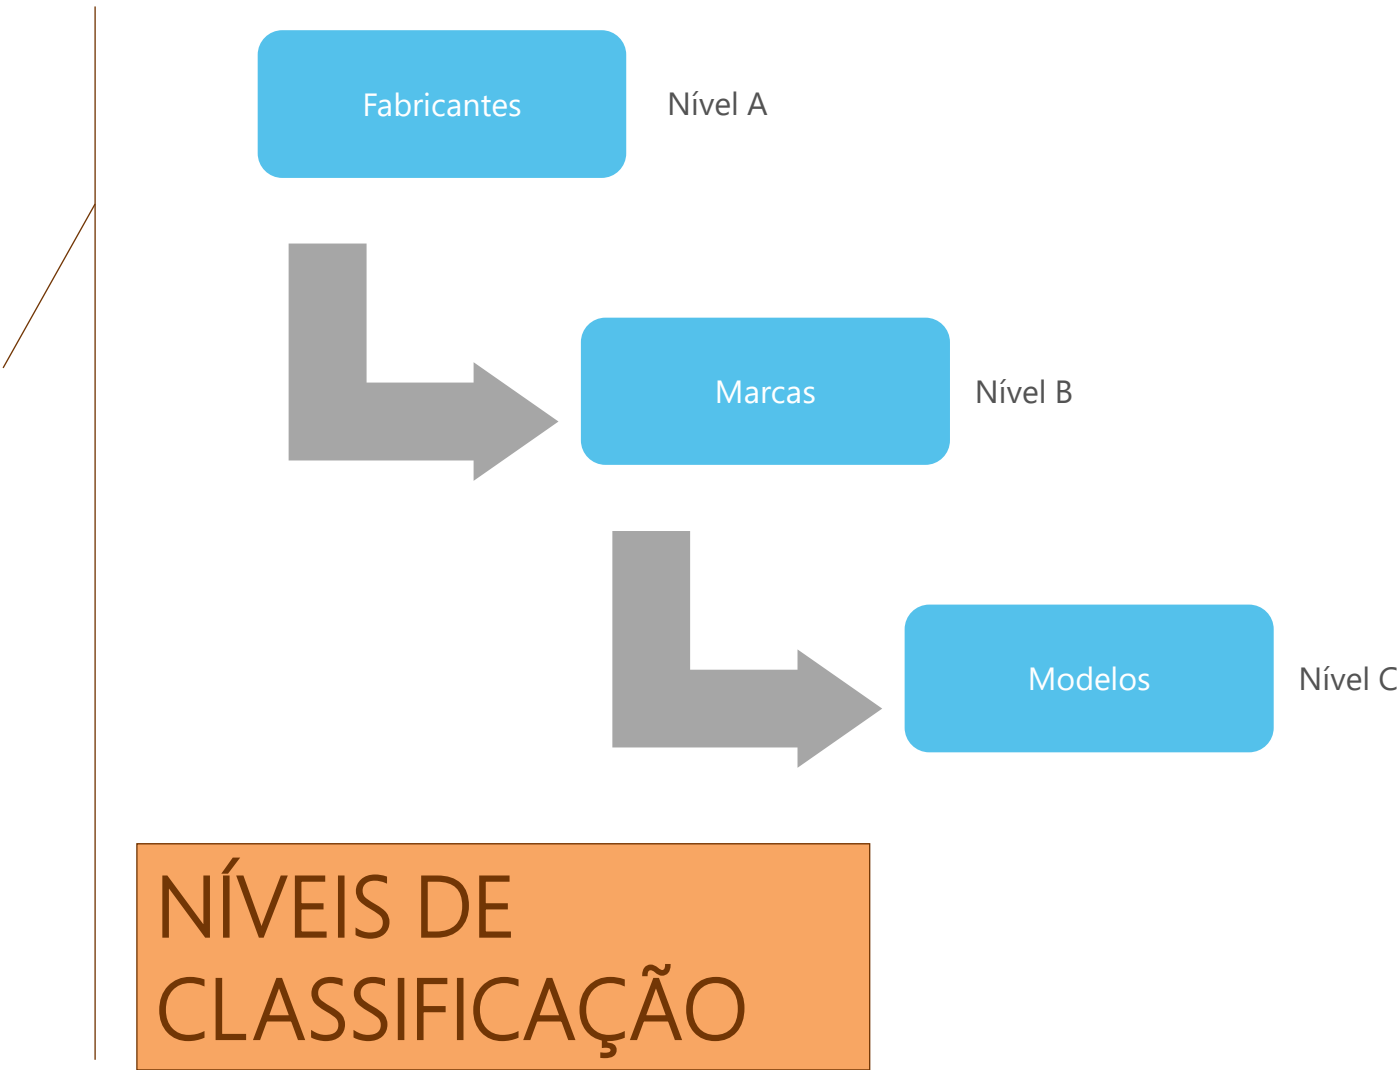 Fabricantes
Nível A
Marcas
Nível B
Modelos
Nível C
NÍVEIS DE
CLASSIFICAÇÃO